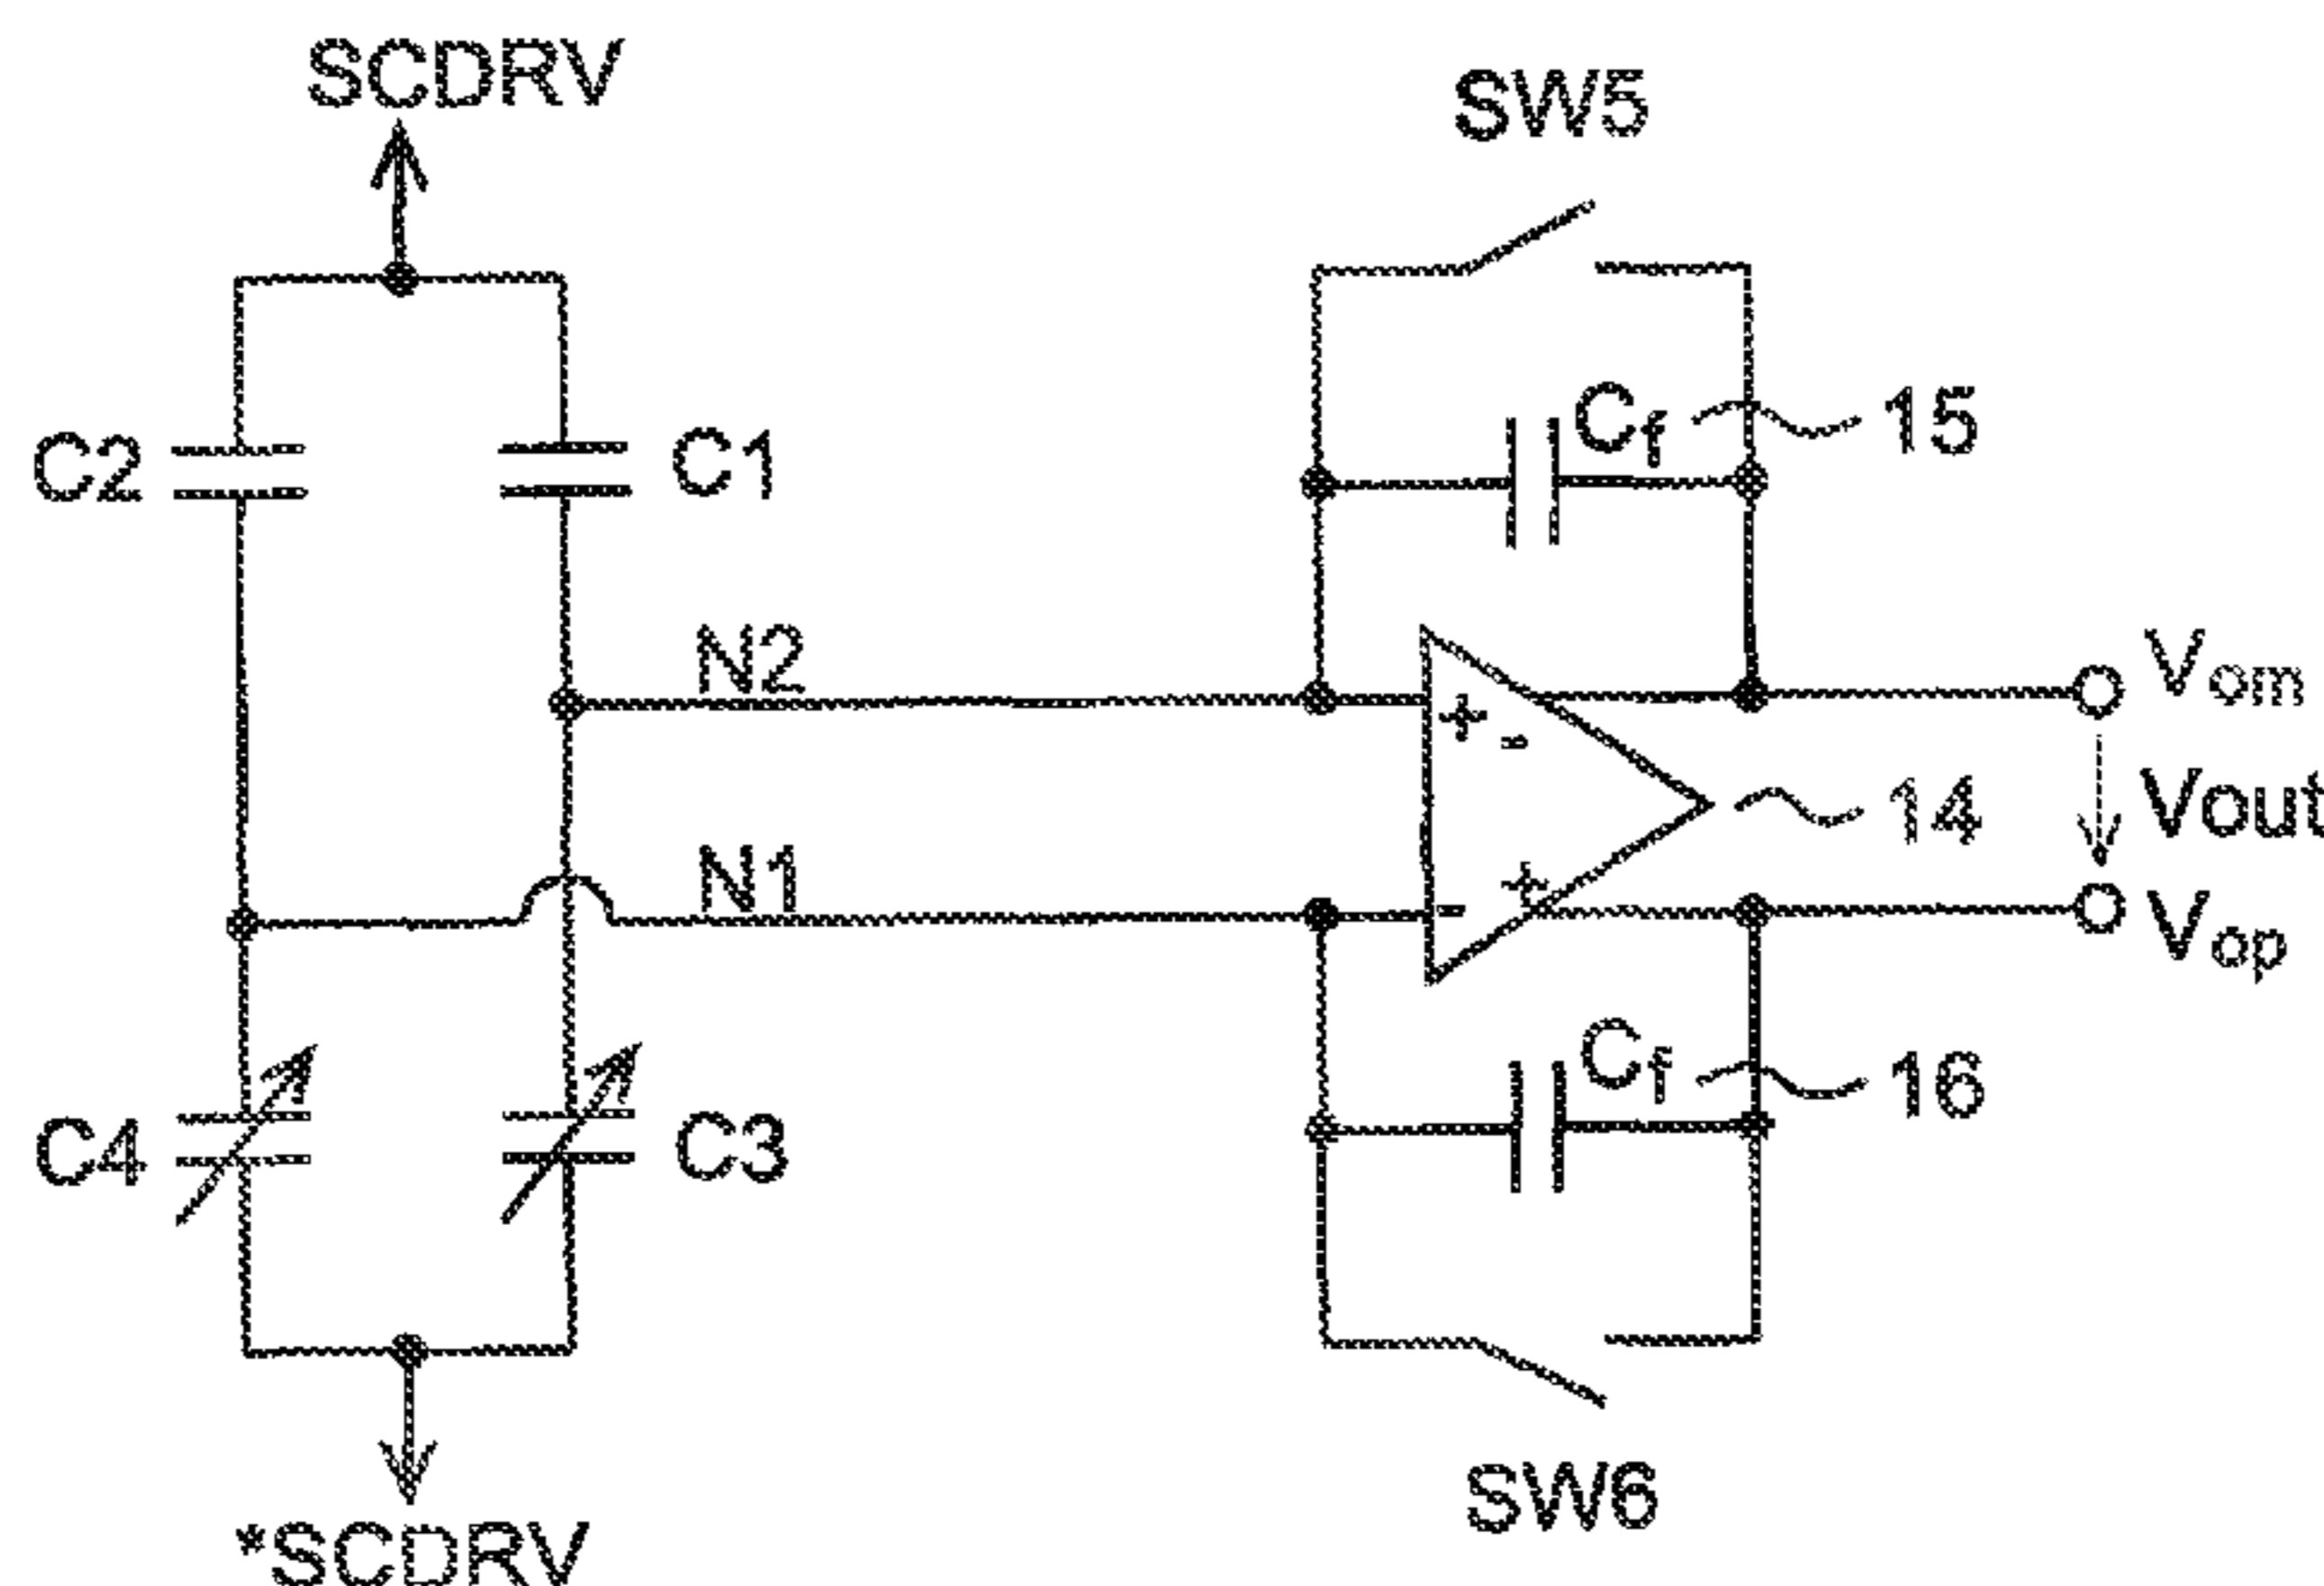 SCDRV
SW5
C2
C1
Cf
15
N2
+
-
Vom
14
Vout
N1
-
+
Vop
C4
C3
Cf
16
SW6
*SCDRV